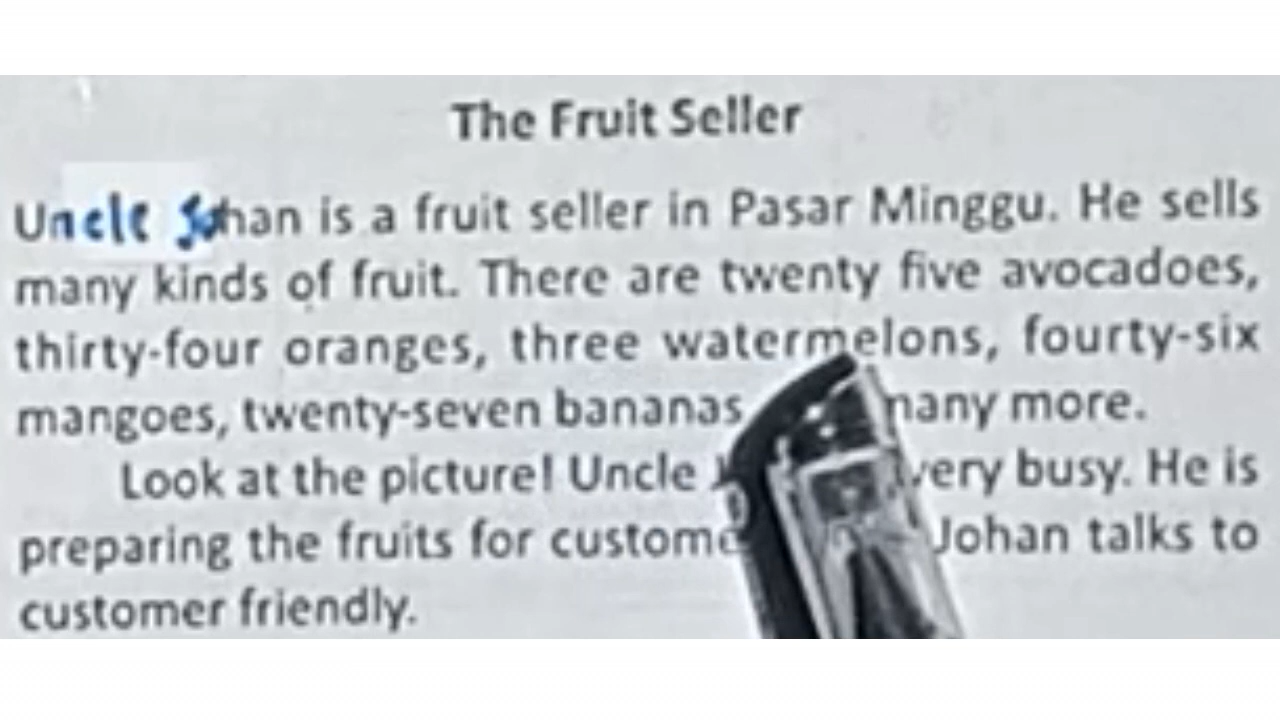 The Fruit Seller
Uncle Johan is a fruit seller in Pasar Minggu. He sells
many kinds of fruit. There are twenty five avocadoes,
thirty-four oranges, three watermelons, fourty-six
mangoes, twenty-seven bananas many more.
Look at the picture! Uncle very busy. He is
preparing the fruits for Johan talks to
customer friendly.